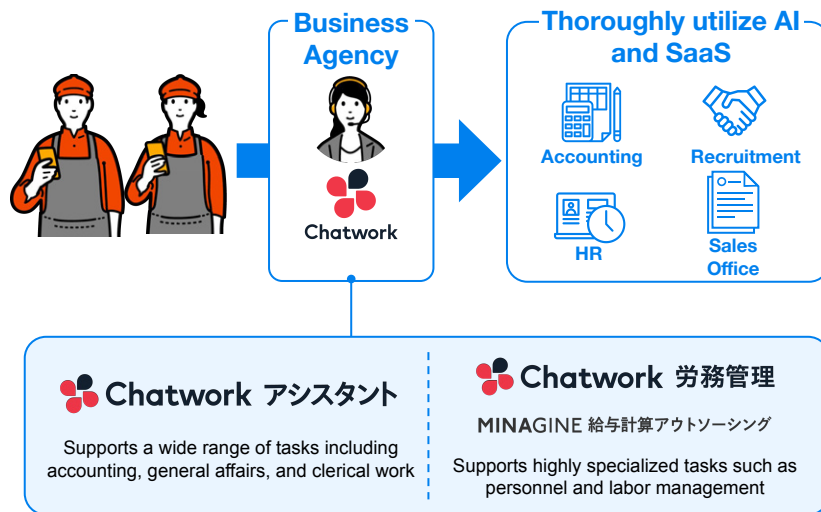 Business
Agency
Chatwork
Thoroughly utilize AI
and SaaS
Accounting
Recruitment
HR
Sales
Office
Chatwork アシスタント
Supports a wide range of tasks including
accounting, general affairs, and clerical work
Chatwork 労務管理
MINAGINE 給与計算アウトソーシング
Supports highly specialized tasks such as
personnel and labor management